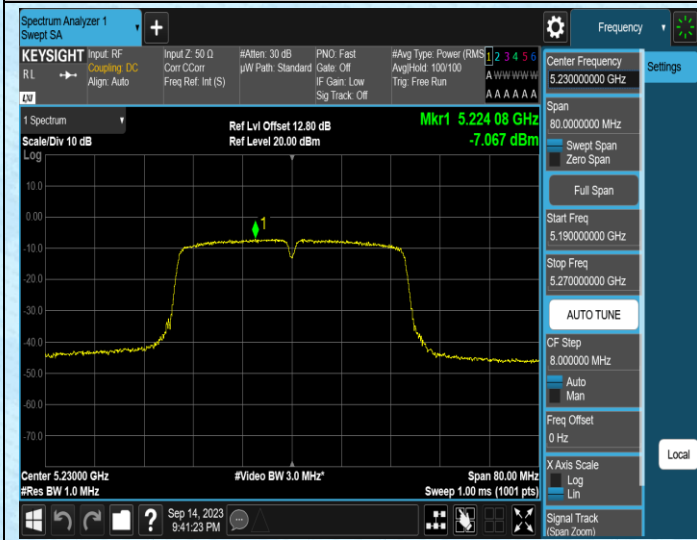 Spectrum Analyzer 1
Swept SA
Frequency
KEYSIGHT
RL
LXI
Input: RF
Coupling: DC
Align: Auto
Input Z: 50 Ω
Corr CCorr
Freq Ref: Int (S)
#Atten: 30 dB
µW Path: Standard
PNO: Fast
Gate: Off
IF Gain: Low
Sig Track: Off
#Avg Type: Power (RMS
Avg|Hold: 100/100
Trig: Free Run
1 2 3 4 5 6
A W W W W W
A A A A A A
1 Spectrum
Scale/Div 10 dB
Log
Ref Lvl Offset 12.80 dB
Ref Level 20.00 dBm
Mkr1 5.224 08 GHz
-7.067 dBm
10.0
0.00
-10.0
-20.0
-30.0
-40.0
-50.0
-60.0
-70.0
1
Center 5.23000 GHz
#Res BW 1.0 MHz
#Video BW 3.0 MHz*
Span 80.00 MHz
Sweep 1.00 ms (1001 pts)
?
Sep 14, 2023
9:41:23 PM
Center Frequency
5.230000000 GHz
Span
80.0000000 MHz
Swept Span
Zero Span
Full Span
Start Freq
5.190000000 GHz
Stop Freq
5.270000000 GHz
AUTO TUNE
CF Step
8.000000 MHz
Auto
Man
Freq Offset
0 Hz
X Axis Scale
Log
Lin
Signal Track
(Span Zoom)
Settings
Local